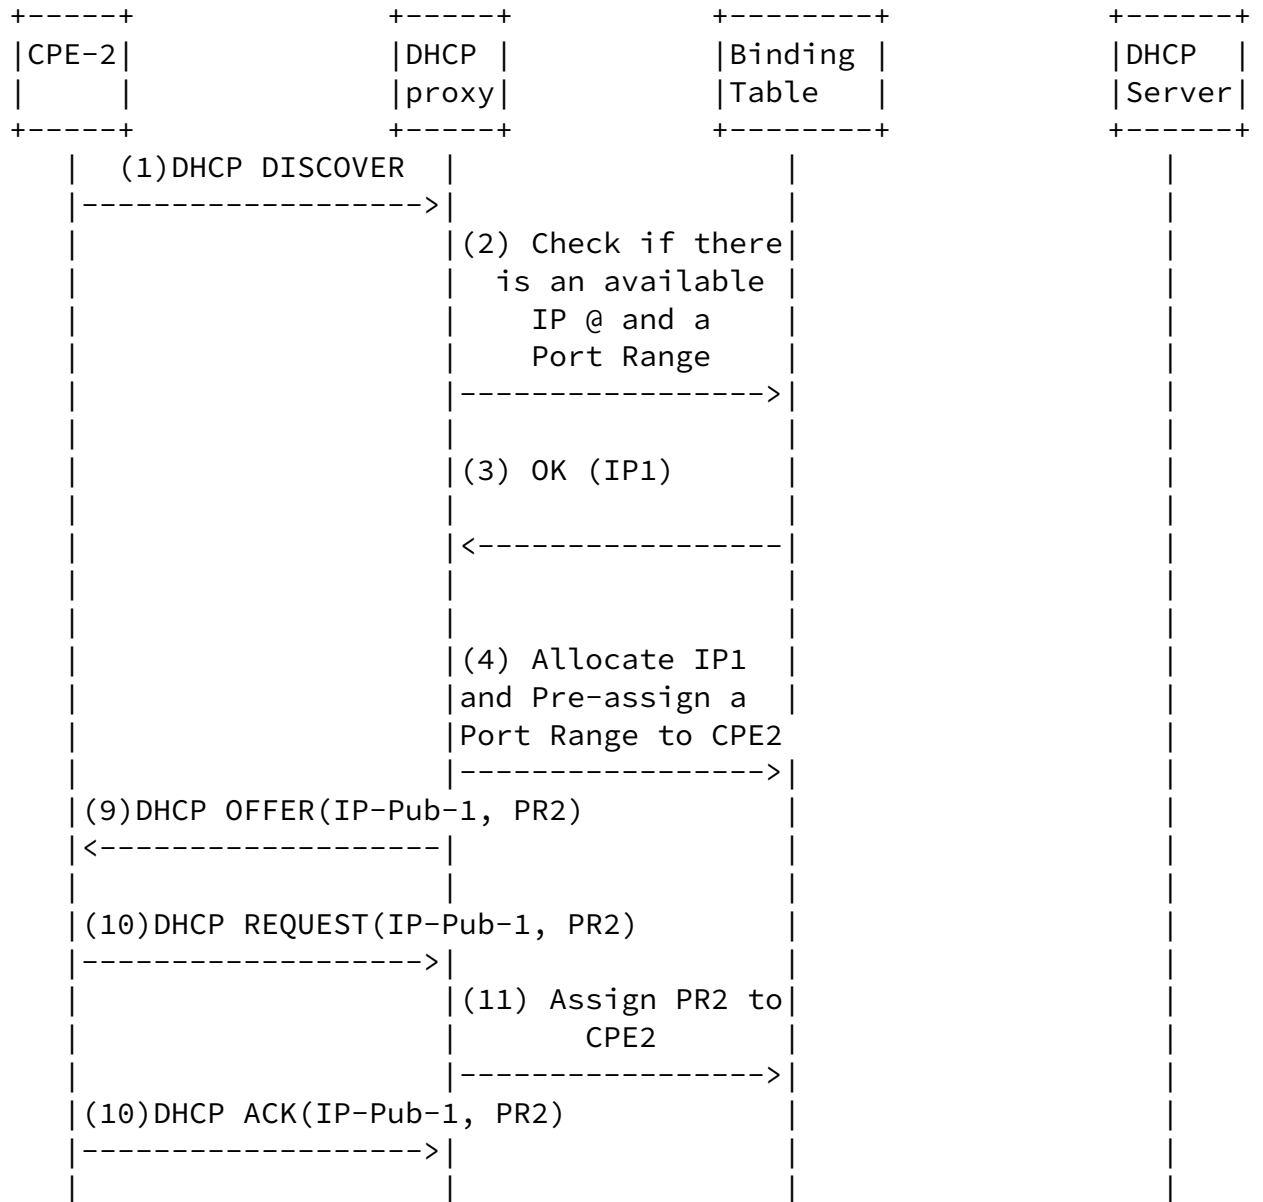 +-----+              +-----+           +--------+            +------+
|CPE-2|              |DHCP |           |Binding |            |DHCP  |
|     |              |proxy|           |Table   |            |Server|
+-----+              +-----+           +--------+            +------+
(1)DHCP DISCOVER
(2) Check if there
is an available
IP @ and a
Port Range
(3) OK (IP1)
(4) Allocate IP1
and Pre-assign a
Port Range to CPE2
(9)DHCP OFFER(IP-Pub-1, PR2)
(10)DHCP REQUEST(IP-Pub-1, PR2)
(11) Assign PR2 to
CPE2
(10)DHCP ACK(IP-Pub-1, PR2)